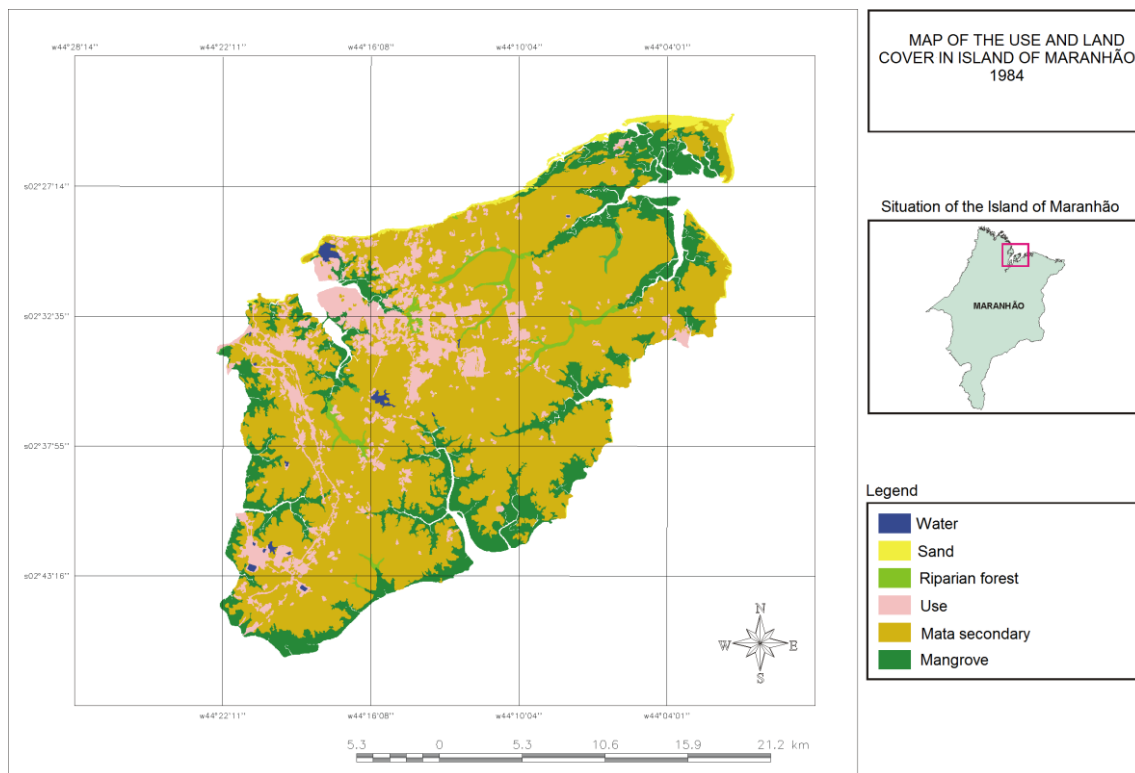 w44°28'14''
w44°22'11''
w44°16'08''
w44°10'04''
w44°04'01''
s02°27'14''
s02°32'35''
s02°37'55''
s02°43'16''
w44°22'11''
w44°16'08''
w44°10'04''
w44°04'01''
N
W
E
S
5.3
0
5.3
10.6
15.9
21.2 km
MAP OF THE USE AND LAND
COVER IN ISLAND OF MARANHÃO
1984
Situation of the Island of Maranhão
MARANHÃO
Legend
Water
Sand
Riparian forest
Use
Mata secondary
Mangrove